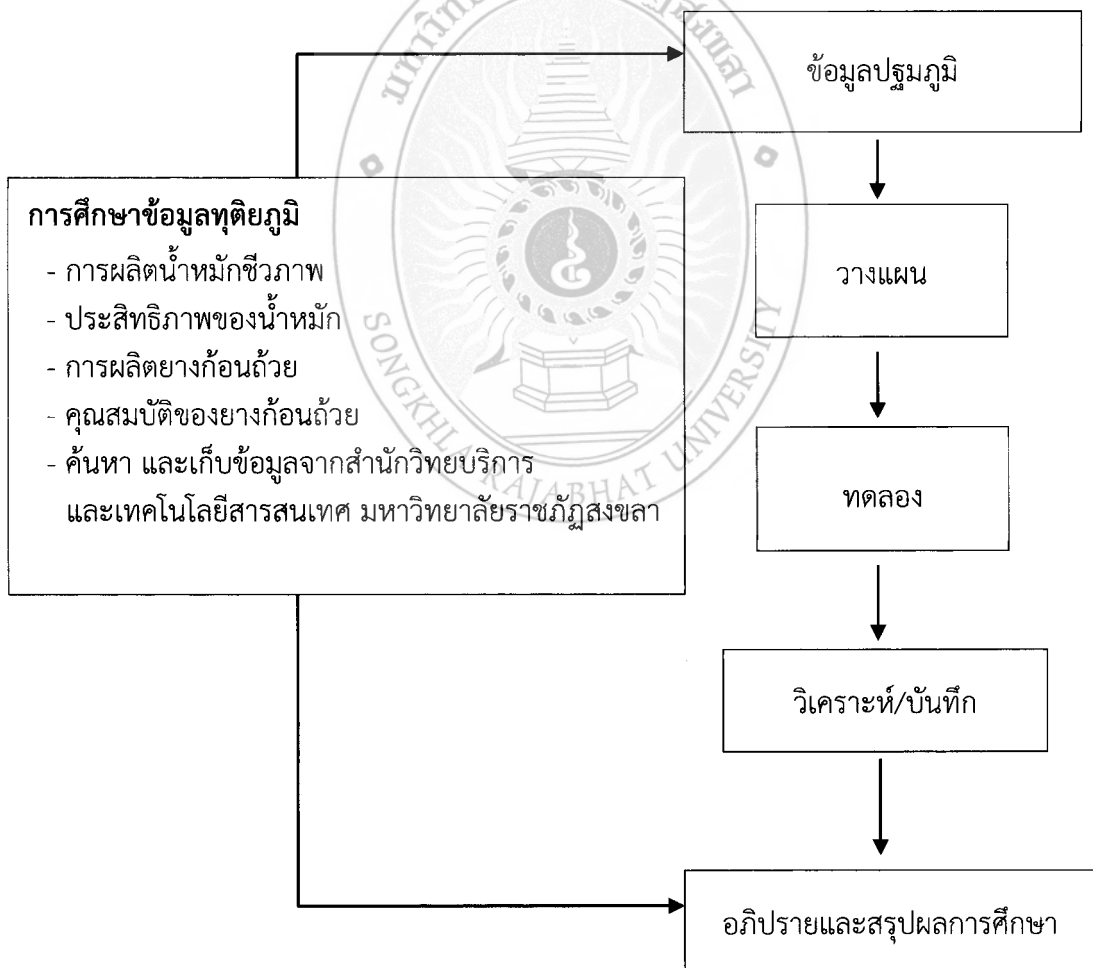 ข้อมูลปฐมภูมิ
การศึกษาข้อมูลทุติยภูมิ
- การผลิตน้ำหมักชีวภาพ
- ประสิทธิภาพของน้ำหมัก
- การผลิตยางก้อนถ้วย
- คุณสมบัติของยางก้อนถ้วย
- ค้นหา และเก็บข้อมูลจากสำนักวิทยบริการ
และเทคโนโลยีสารสนเทศ มหาวิทยาลัยราชภัฏสงขลา
วางแผน
ทดลอง
วิเคราะห์/บันทึก
อภิปรายและสรุปผลการศึกษา
SONGKHLA RAJABHAT UNIVERSITY